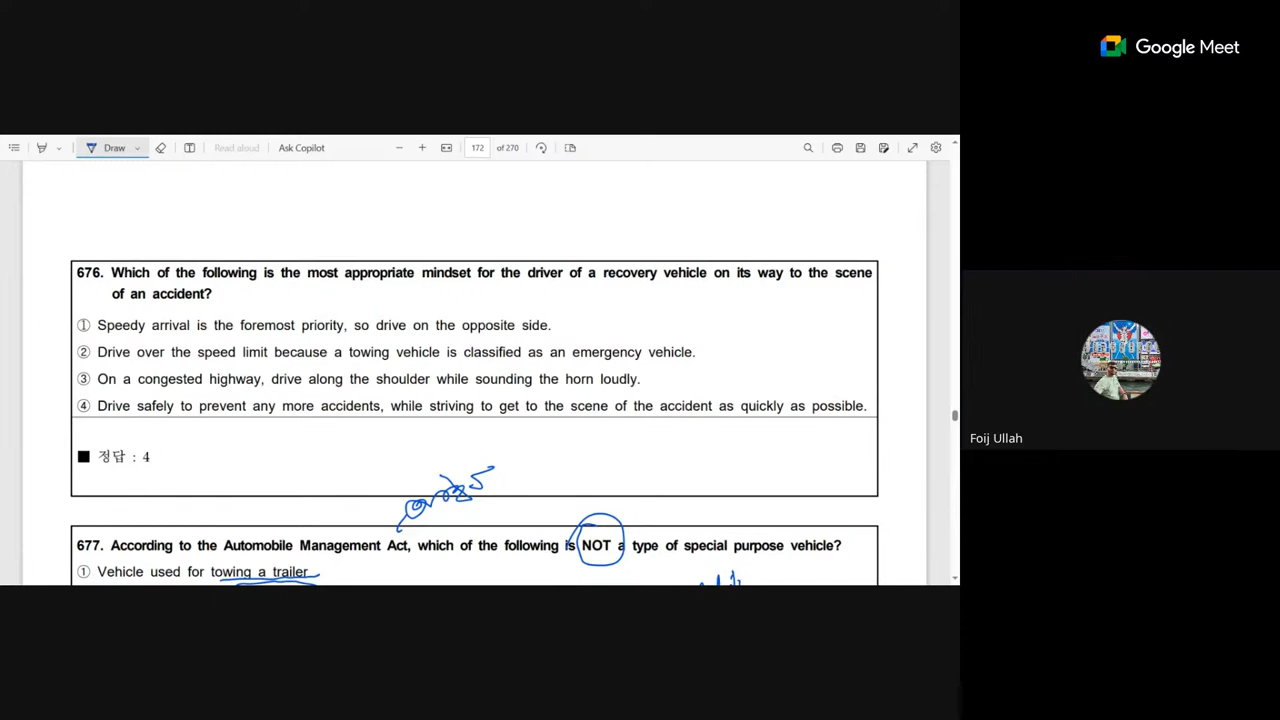 Google Meet
Draw
Read aloud
Ask Copilot
172
of 270
676. Which of the following is the most appropriate mindset for the driver of a recovery vehicle on its way to the scene
of an accident?
① Speedy arrival is the foremost priority, so drive on the opposite side.
② Drive over the speed limit because a towing vehicle is classified as an emergency vehicle.
③ On a congested highway, drive along the shoulder while sounding the horn loudly.
④ Drive safely to prevent any more accidents, while striving to get to the scene of the accident as quickly as possible.
■ 정답 : 4
677. According to the Automobile Management Act, which of the following is NOT a type of special purpose vehicle?
① Vehicle used for towing a trailer
Foij Ullah